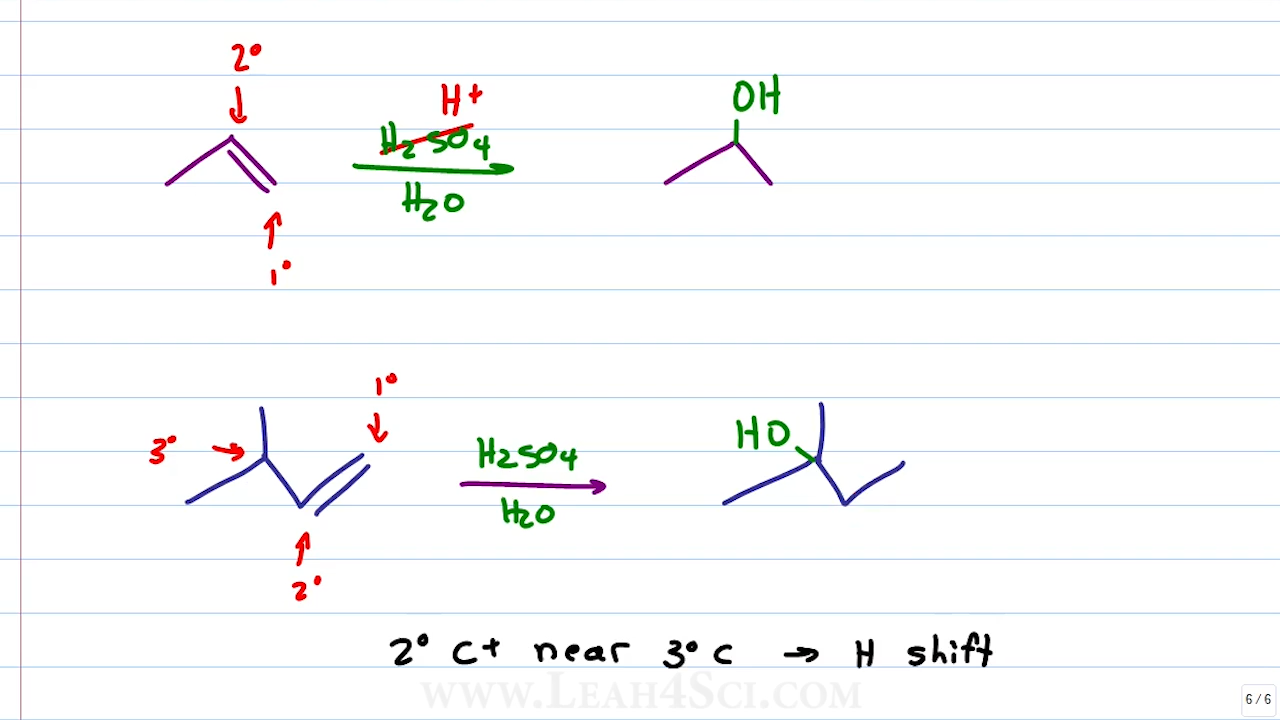 2°
H+
H₂SO₄
OH
H₂O
1°
1°
3°
H₂SO₄
HO
H₂O
2°
2° C+ near 3° C → H shift
www.Leah4Sci.com
6/6